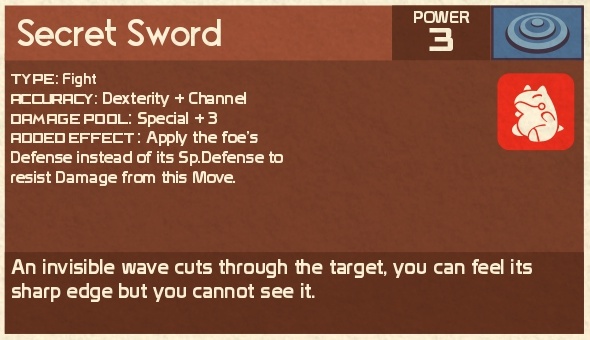 Secret Sword
POWER
3
TYPE: Fight
ACCURACY: Dexterity + Channel
DAMAGE POOL: Special + 3
ADDED EFFECT: Apply the foe's
Defense instead of its Sp.Defense to
resist Damage from this Move.
An invisible wave cuts through the target, you can feel its
sharp edge but you cannot see it.